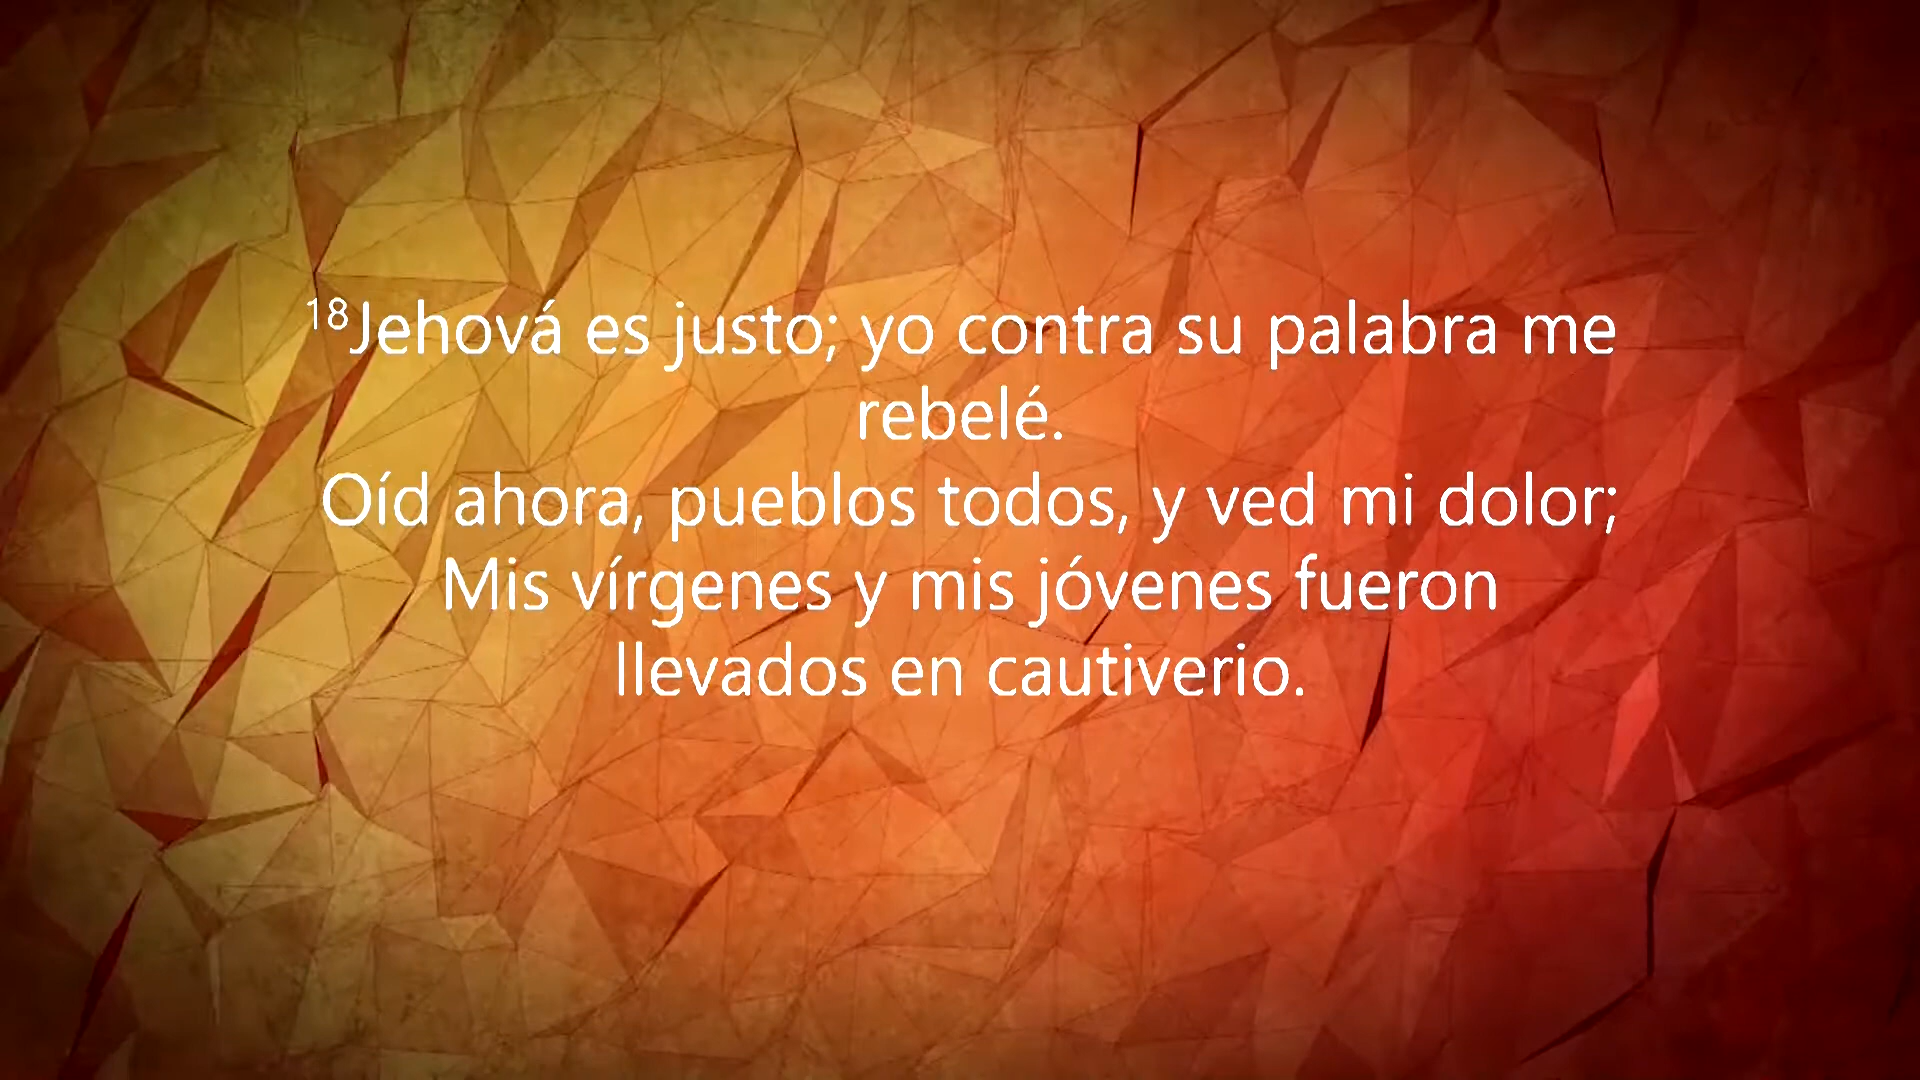 18Jehová es justo; yo contra su palabra me
rebelé.
Oíd ahora, pueblos todos, y ved mi dolor;
Mis vírgenes y mis jóvenes fueron
llevados en cautiverio.